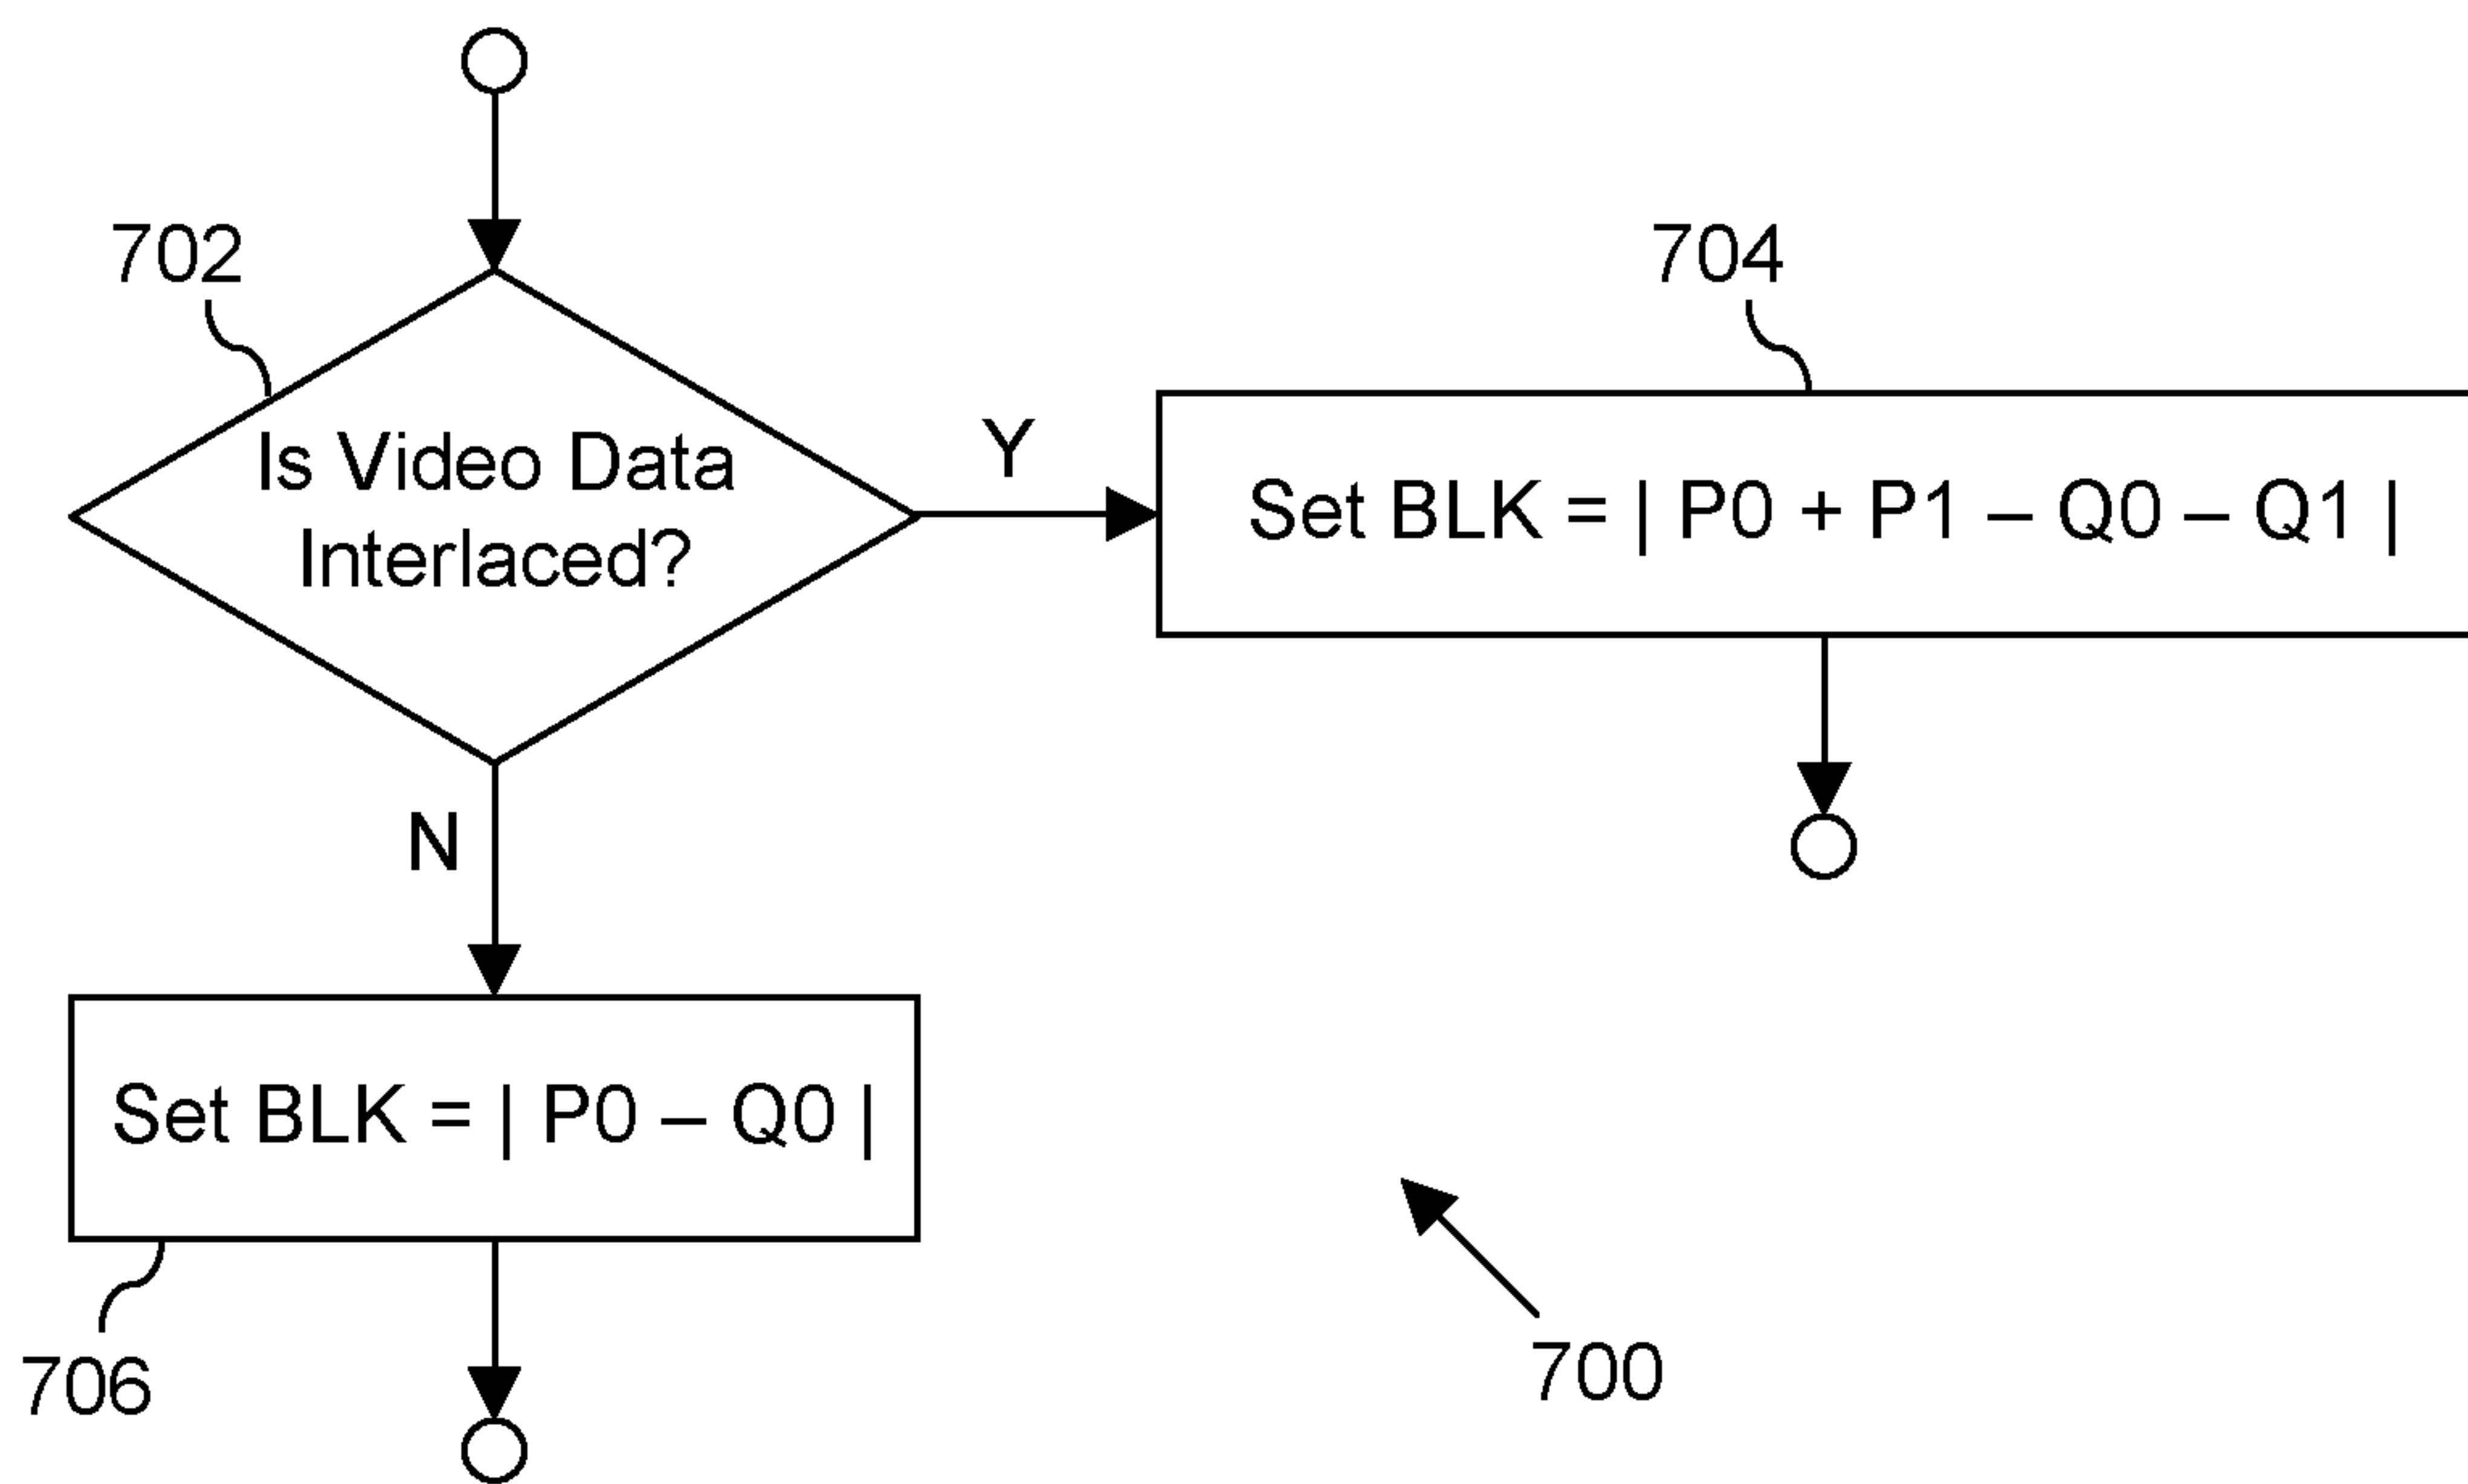 702
Is Video Data
Interlaced?
Y
704
Set BLK = | P0 + P1 – Q0 – Q1 |
N
Set BLK = | P0 – Q0 |
706
700